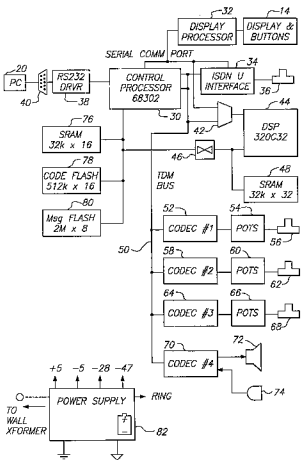 32
14
DISPLAY PROCESSOR
DISPLAY & BUTTONS
SERIAL COMM PORT
34
20
PC
RS232 DRVR
CONTROL PROCESSOR 68302
ISDN U INTERFACE
40
38
30
36
44
42
DSP 320C32
76
SRAM 32k x 16
46
78
CODE FLASH 512k x 16
48
SRAM 32k x 32
TDM BUS
80
Msg FLASH 2M x 8
52
54
CODEC #1
POTS
50
56
58
60
CODEC #2
POTS
62
64
66
CODEC #3
POTS
68
70
72
CODEC #4
74
+5 -5 -28 -47
POWER SUPPLY
RING
TO WALL XFORMER
82